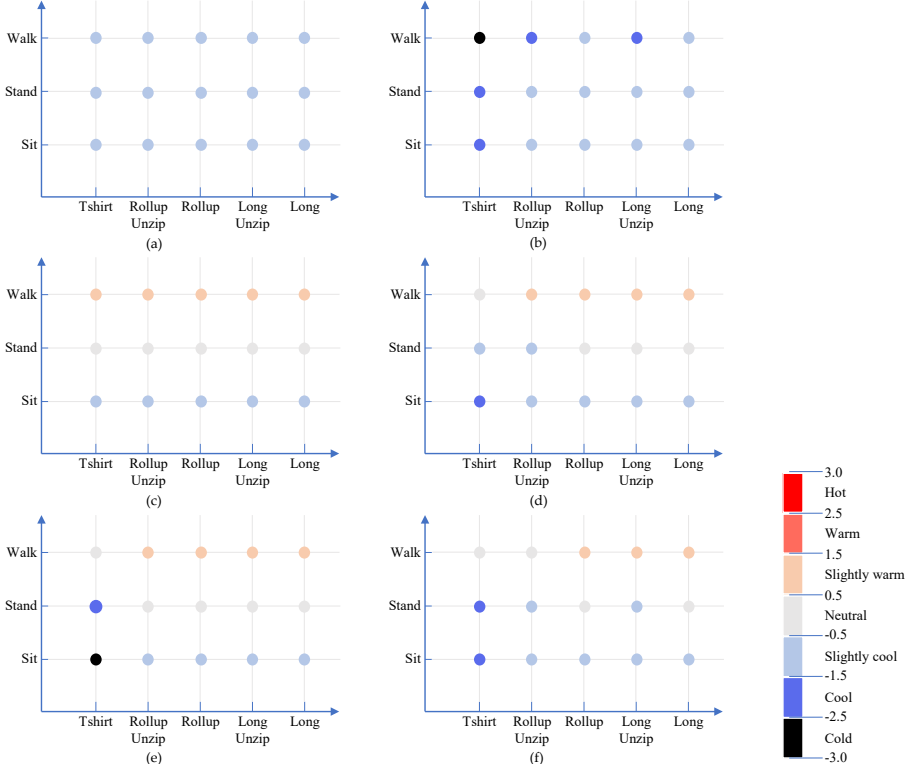 Walk
Stand
Sit
Tshirt Rollup Rollup Long Long
Unzip Unzip
(a)
Walk
Stand
Sit
Tshirt Rollup Rollup Long Long
Unzip Unzip
(b)
Walk
Stand
Sit
Tshirt Rollup Rollup Long Long
Unzip Unzip
(c)
Walk
Stand
Sit
Tshirt Rollup Rollup Long Long
Unzip Unzip
(d)
Walk
Stand
Sit
Tshirt Rollup Rollup Long Long
Unzip Unzip
(e)
Walk
Stand
Sit
Tshirt Rollup Rollup Long Long
Unzip Unzip
(f)
3.0
Hot
2.5
Warm
1.5
Slightly warm
0.5
Neutral
-0.5
Slightly cool
-1.5
Cool
-2.5
Cold
-3.0